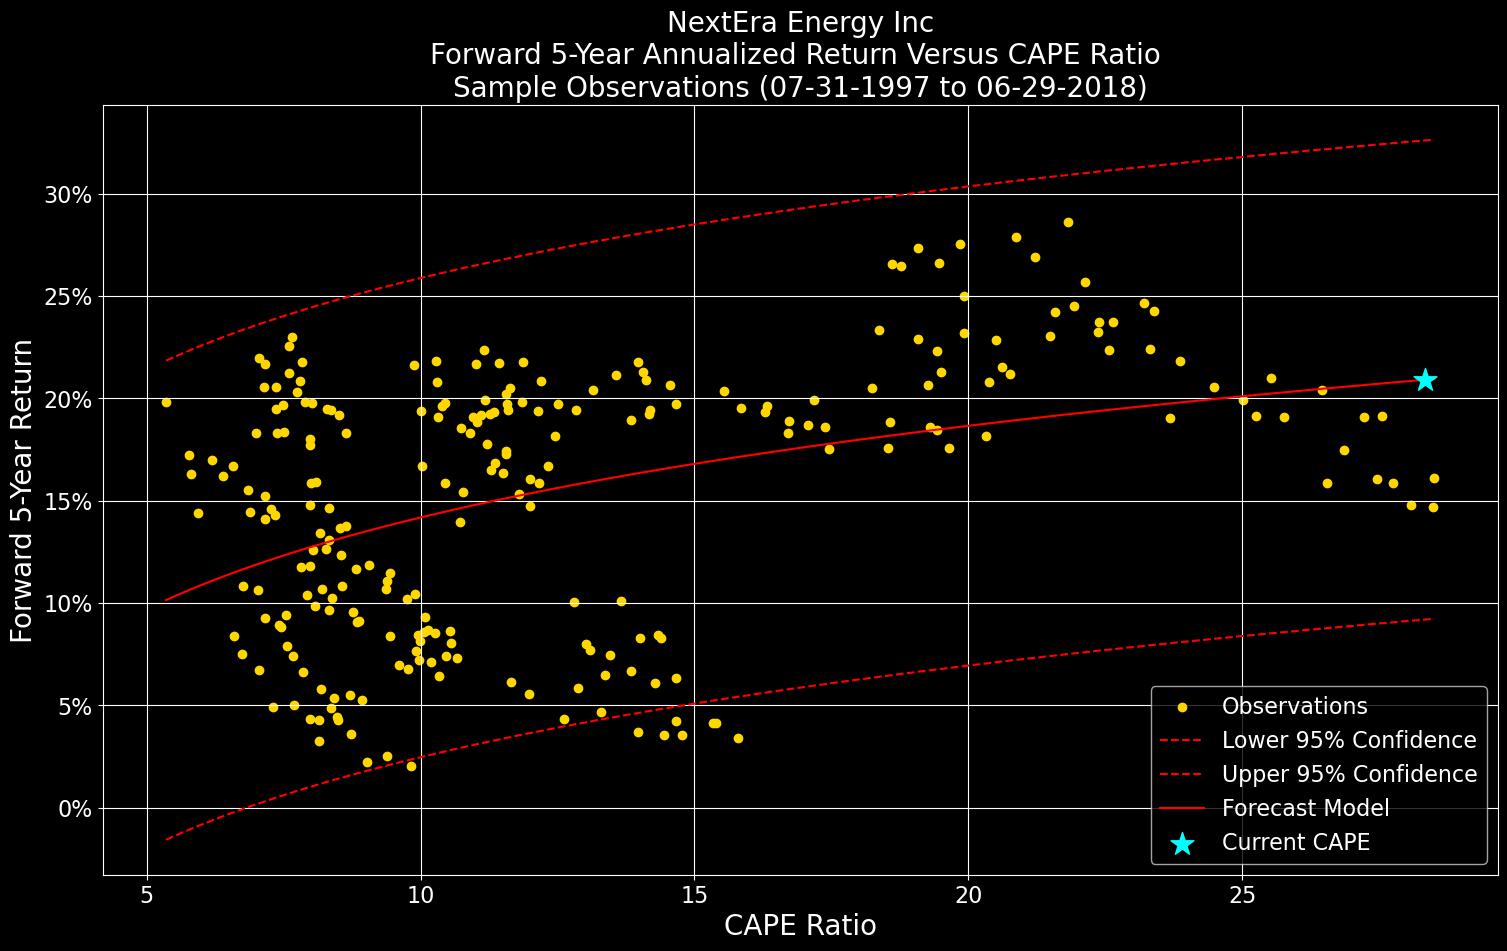 NextEra Energy Inc
Forward 5-Year Annualized Return Versus CAPE Ratio
Sample Observations (07-31-1997 to 06-29-2018)
Forward 5-Year Return
30%
25%
20%
15%
10%
5%
0%
Observations
Lower 95% Confidence
Upper 95% Confidence
Forecast Model
Current CAPE
5
10
15
20
25
CAPE Ratio